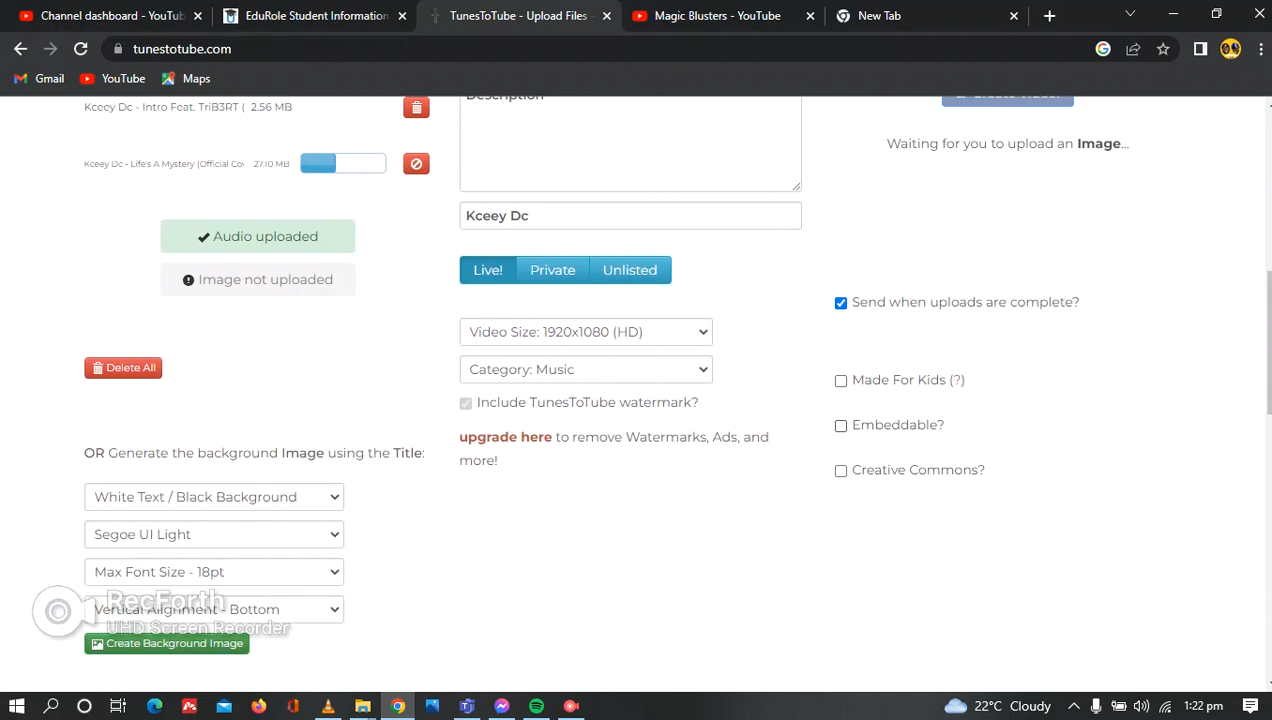 Channel dashboard - YouTub
EduRole Student Information
TunesToTube - Upload Files -
Magic Blusters - YouTube
New Tab
tunestotube.com
Gmail
YouTube
Maps
Kceey Dc - Intro Feat. TriB3RT ( 2.56 MB
Kceey Dc - Life's A Mystery (Official Cov 27.10 MB
Audio uploaded
Image not uploaded
Delete All
OR Generate the background Image using the Title:
White Text / Black Background
Segoe UI Light
Max Font Size - 18pt
Vertical Alignment - Bottom
Create Background Image
RecForth
UHD Screen Recorder
Description
Kceey Dc
Live! Private Unlisted
Video Size: 1920x1080 (HD)
Category: Music
Include TunesToTube watermark?
upgrade here to remove Watermarks, Ads, and
more!
Waiting for you to upload an Image...
Send when uploads are complete?
Made For Kids (?)
Embeddable?
Creative Commons?
22°C Cloudy
1:22 pm